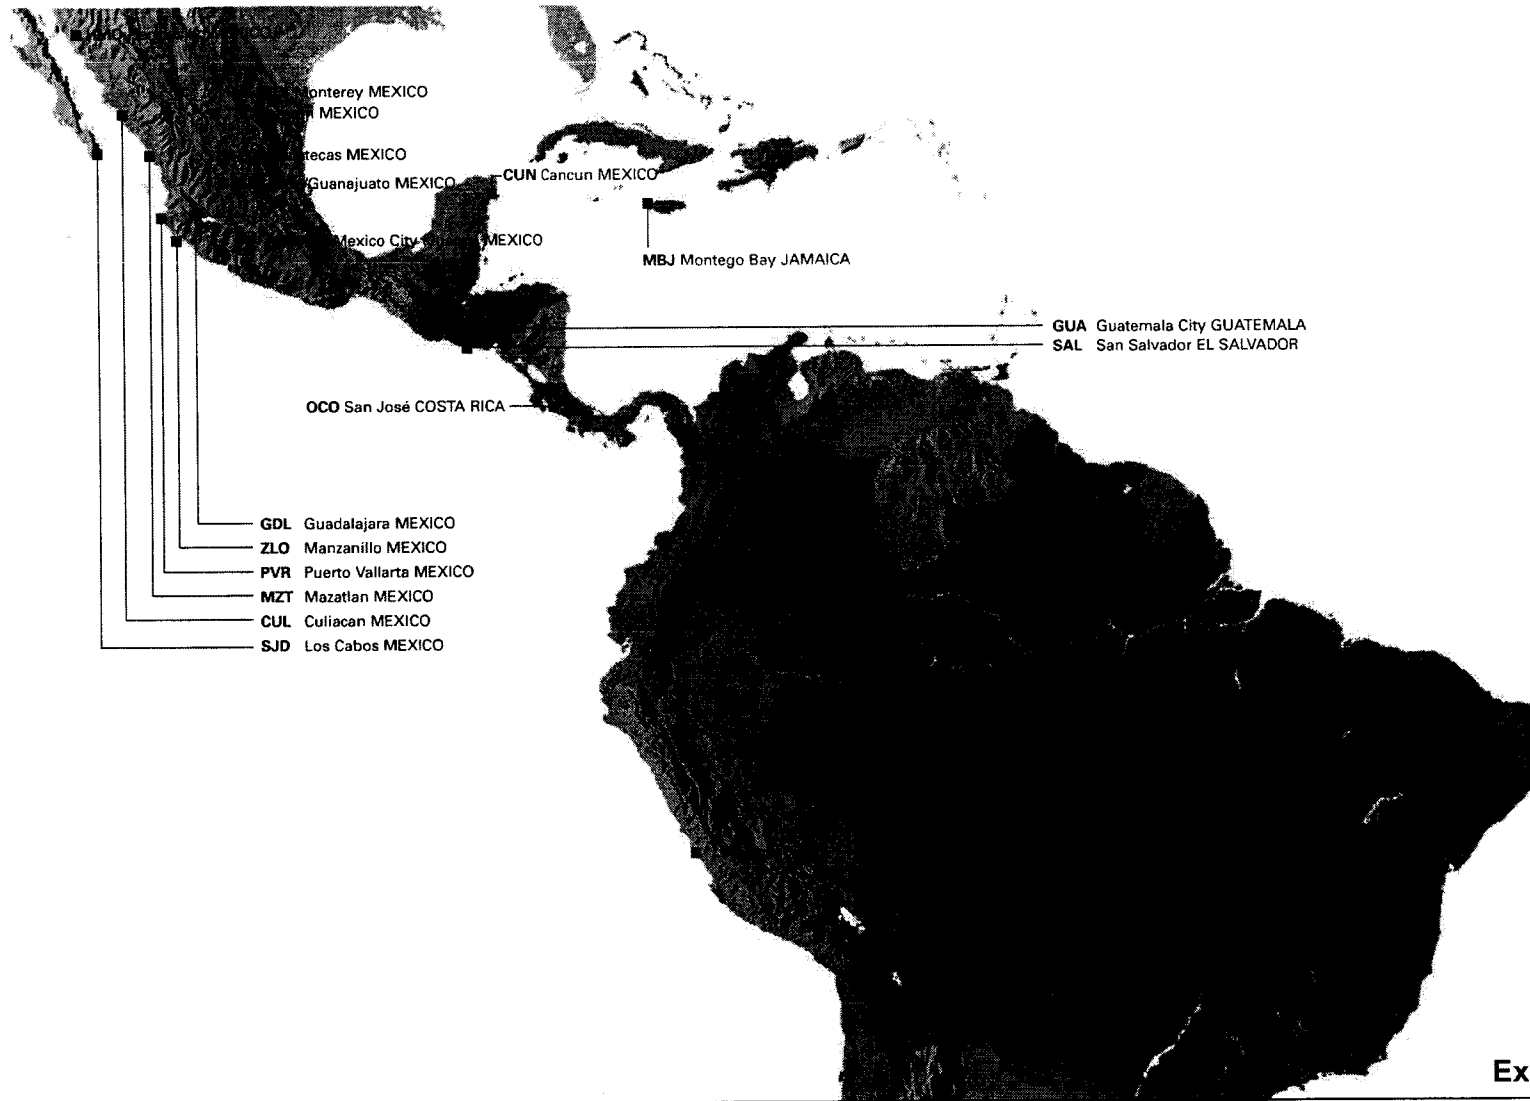 Monterey MEXICO
MEXICO
MEXICO
Guanajuato MEXICO
CUN Cancun MEXICO
Mexico City MEXICO
MBJ Montego Bay JAMAICA
GUA Guatemala City GUATEMALA
SAL San Salvador EL SALVADOR
OCO San José COSTA RICA
GDL Guadalajara MEXICO
ZLO Manzanillo MEXICO
PVR Puerto Vallarta MEXICO
MZT Mazatlan MEXICO
CUL Culiacan MEXICO
SJD Los Cabos MEXICO
Ex